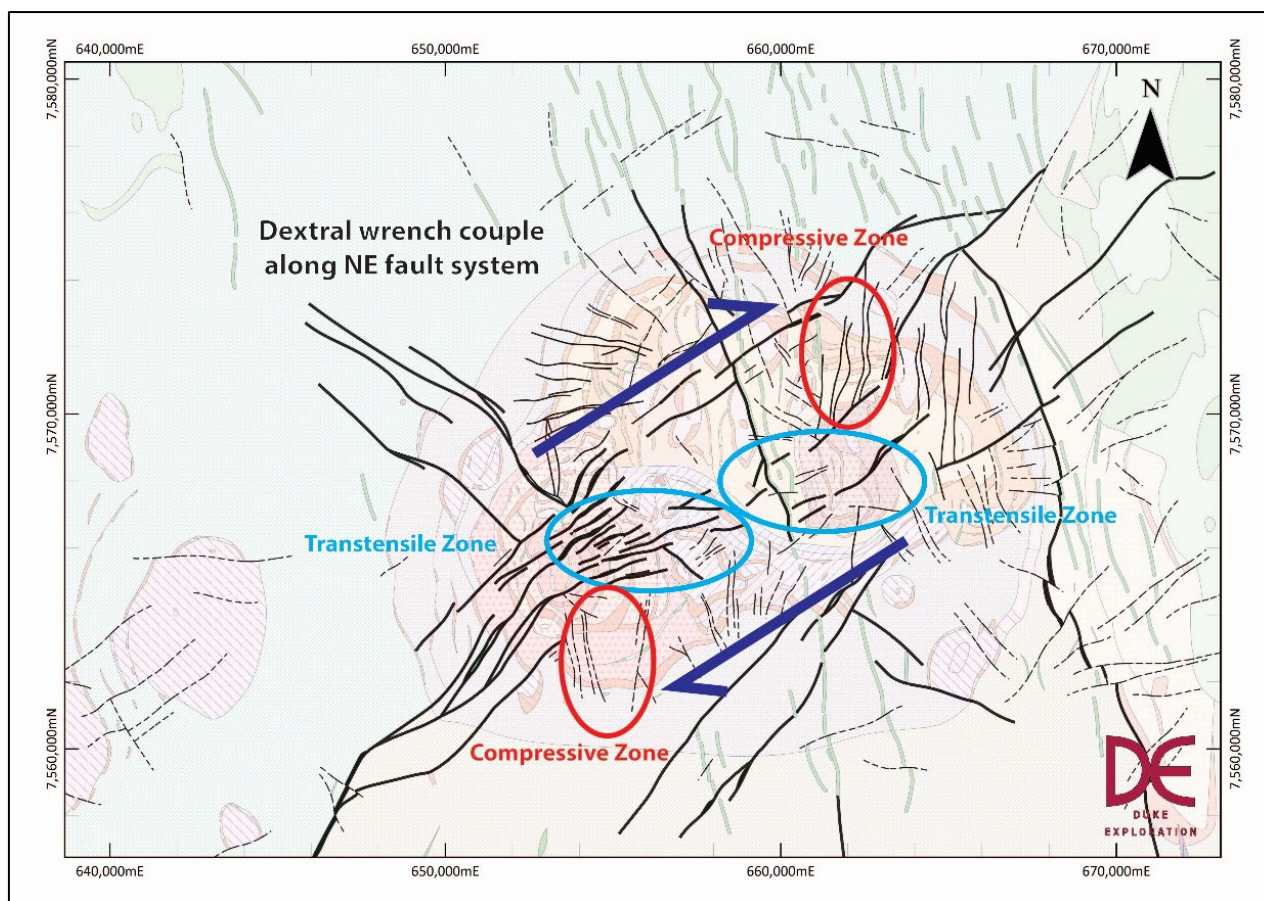 640,000mE
650,000mE
660,000mE
670,000mE
7,580,000mN
7,580,000mN
N
Dextral wrench couple
along NE fault system
Compressive Zone
7,570,000mN
7,570,000mN
Transtensile Zone
Transtensile Zone
Compressive Zone
7,560,000mN
7,560,000mN
DE
DUKE
EXPLORATION
640,000mE
650,000mE
660,000mE
670,000mE